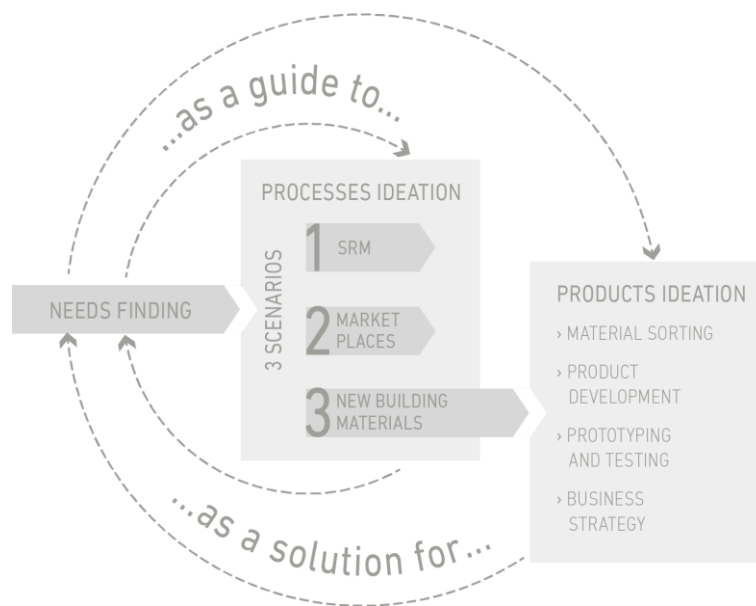 ...as a guide to...
PROCESSES IDEATION
3 SCENARIOS
1 SRM
2 MARKET
PLACES
3 NEW BUILDING
MATERIALS
NEEDS FINDING
PRODUCTS IDEATION
› MATERIAL SORTING
› PRODUCT
DEVELOPMENT
› PROTOTYPING
AND TESTING
› BUSINESS
STRATEGY
...as a solution for...